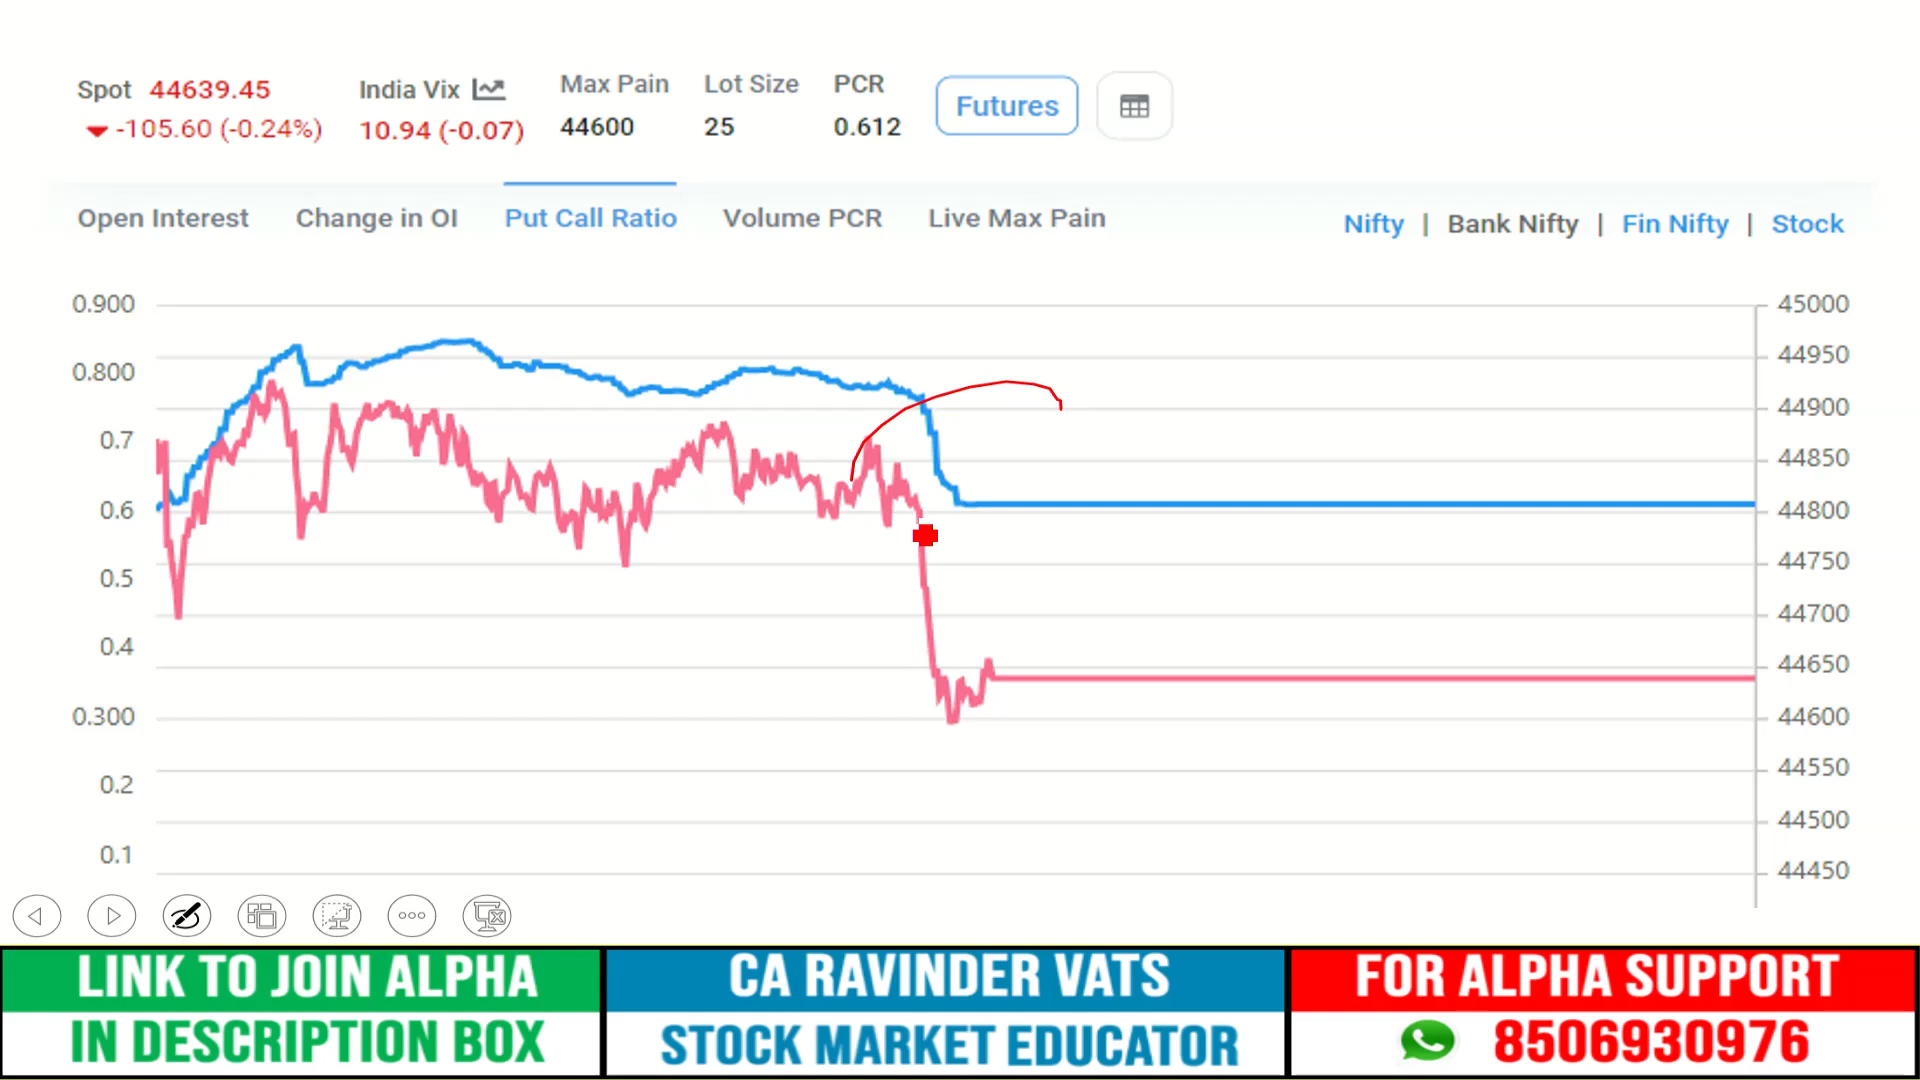 Spot 44639.45
-105.60 (-0.24%)
India Vix
10.94 (-0.07)
Max Pain
44600
Lot Size
25
PCR
0.612
Futures
Open Interest Change in OI Put Call Ratio Volume PCR Live Max Pain
Nifty | Bank Nifty | Fin Nifty | Stock
0.900
0.800
0.7
0.6
0.5
0.4
0.300
0.2
0.1
45000
44950
44900
44850
44800
44750
44700
44650
44600
44550
44500
44450
LINK TO JOIN ALPHA
IN DESCRIPTION BOX
CA RAVINDER VATS
STOCK MARKET EDUCATOR
FOR ALPHA SUPPORT
8506930976